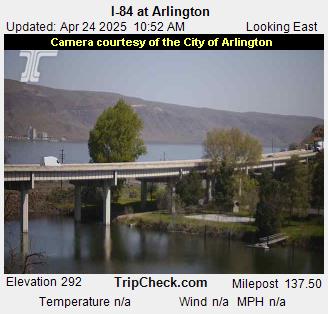 I-84 at Arlington
Updated: Apr 24 2025 10:52 AM Looking East
Camera courtesy of the City of Arlington
Elevation 292 TripCheck.com Milepost 137.50
Temperature n/a Wind n/a MPH n/a